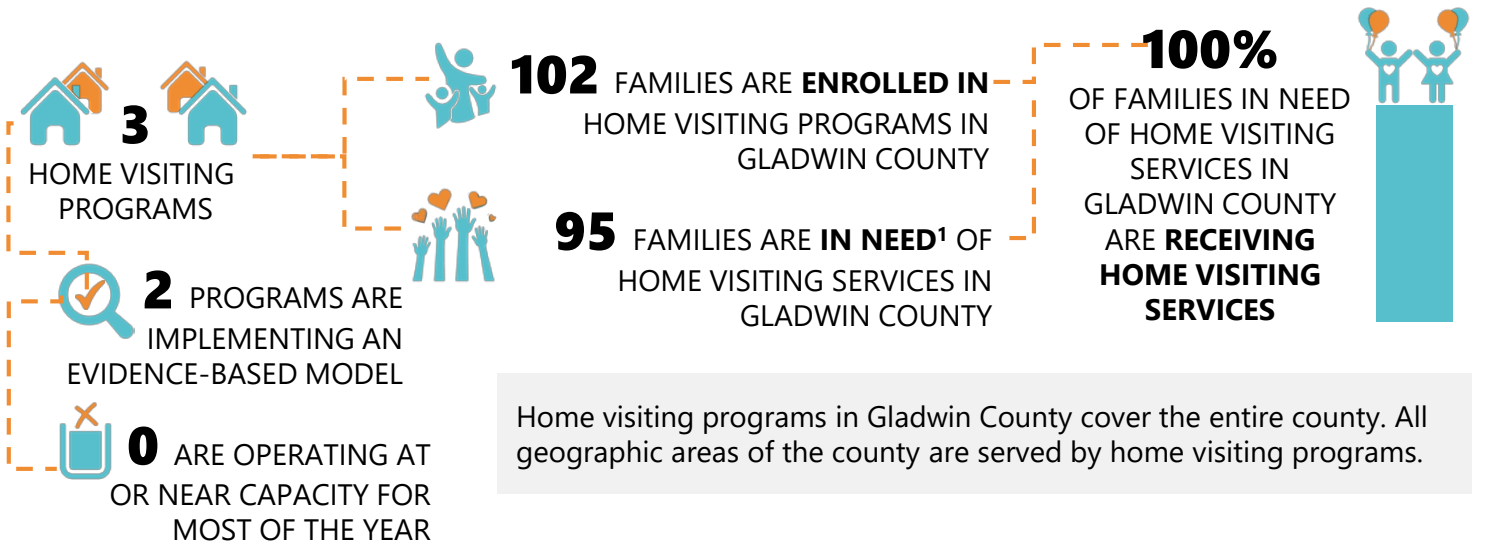 3
HOME VISITING
PROGRAMS
2 PROGRAMS ARE
IMPLEMENTING AN
EVIDENCE-BASED MODEL
0 ARE OPERATING AT
OR NEAR CAPACITY FOR
MOST OF THE YEAR
102 FAMILIES ARE ENROLLED IN
HOME VISITING PROGRAMS IN
GLADWIN COUNTY
95 FAMILIES ARE IN NEED¹ OF
HOME VISITING SERVICES IN
GLADWIN COUNTY
100%
OF FAMILIES IN NEED
OF HOME VISITING
SERVICES IN
GLADWIN COUNTY
ARE RECEIVING
HOME VISITING
SERVICES
Home visiting programs in Gladwin County cover the entire county. All
geographic areas of the county are served by home visiting programs.